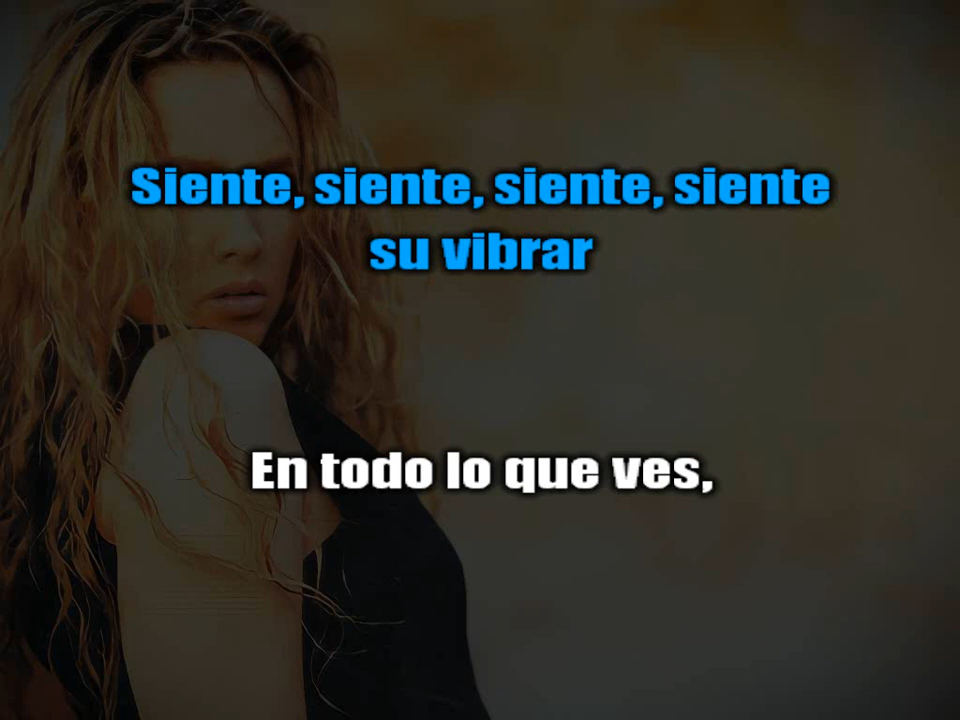 Siente, siente, siente, siente
su vibrar
En todo lo que ves,